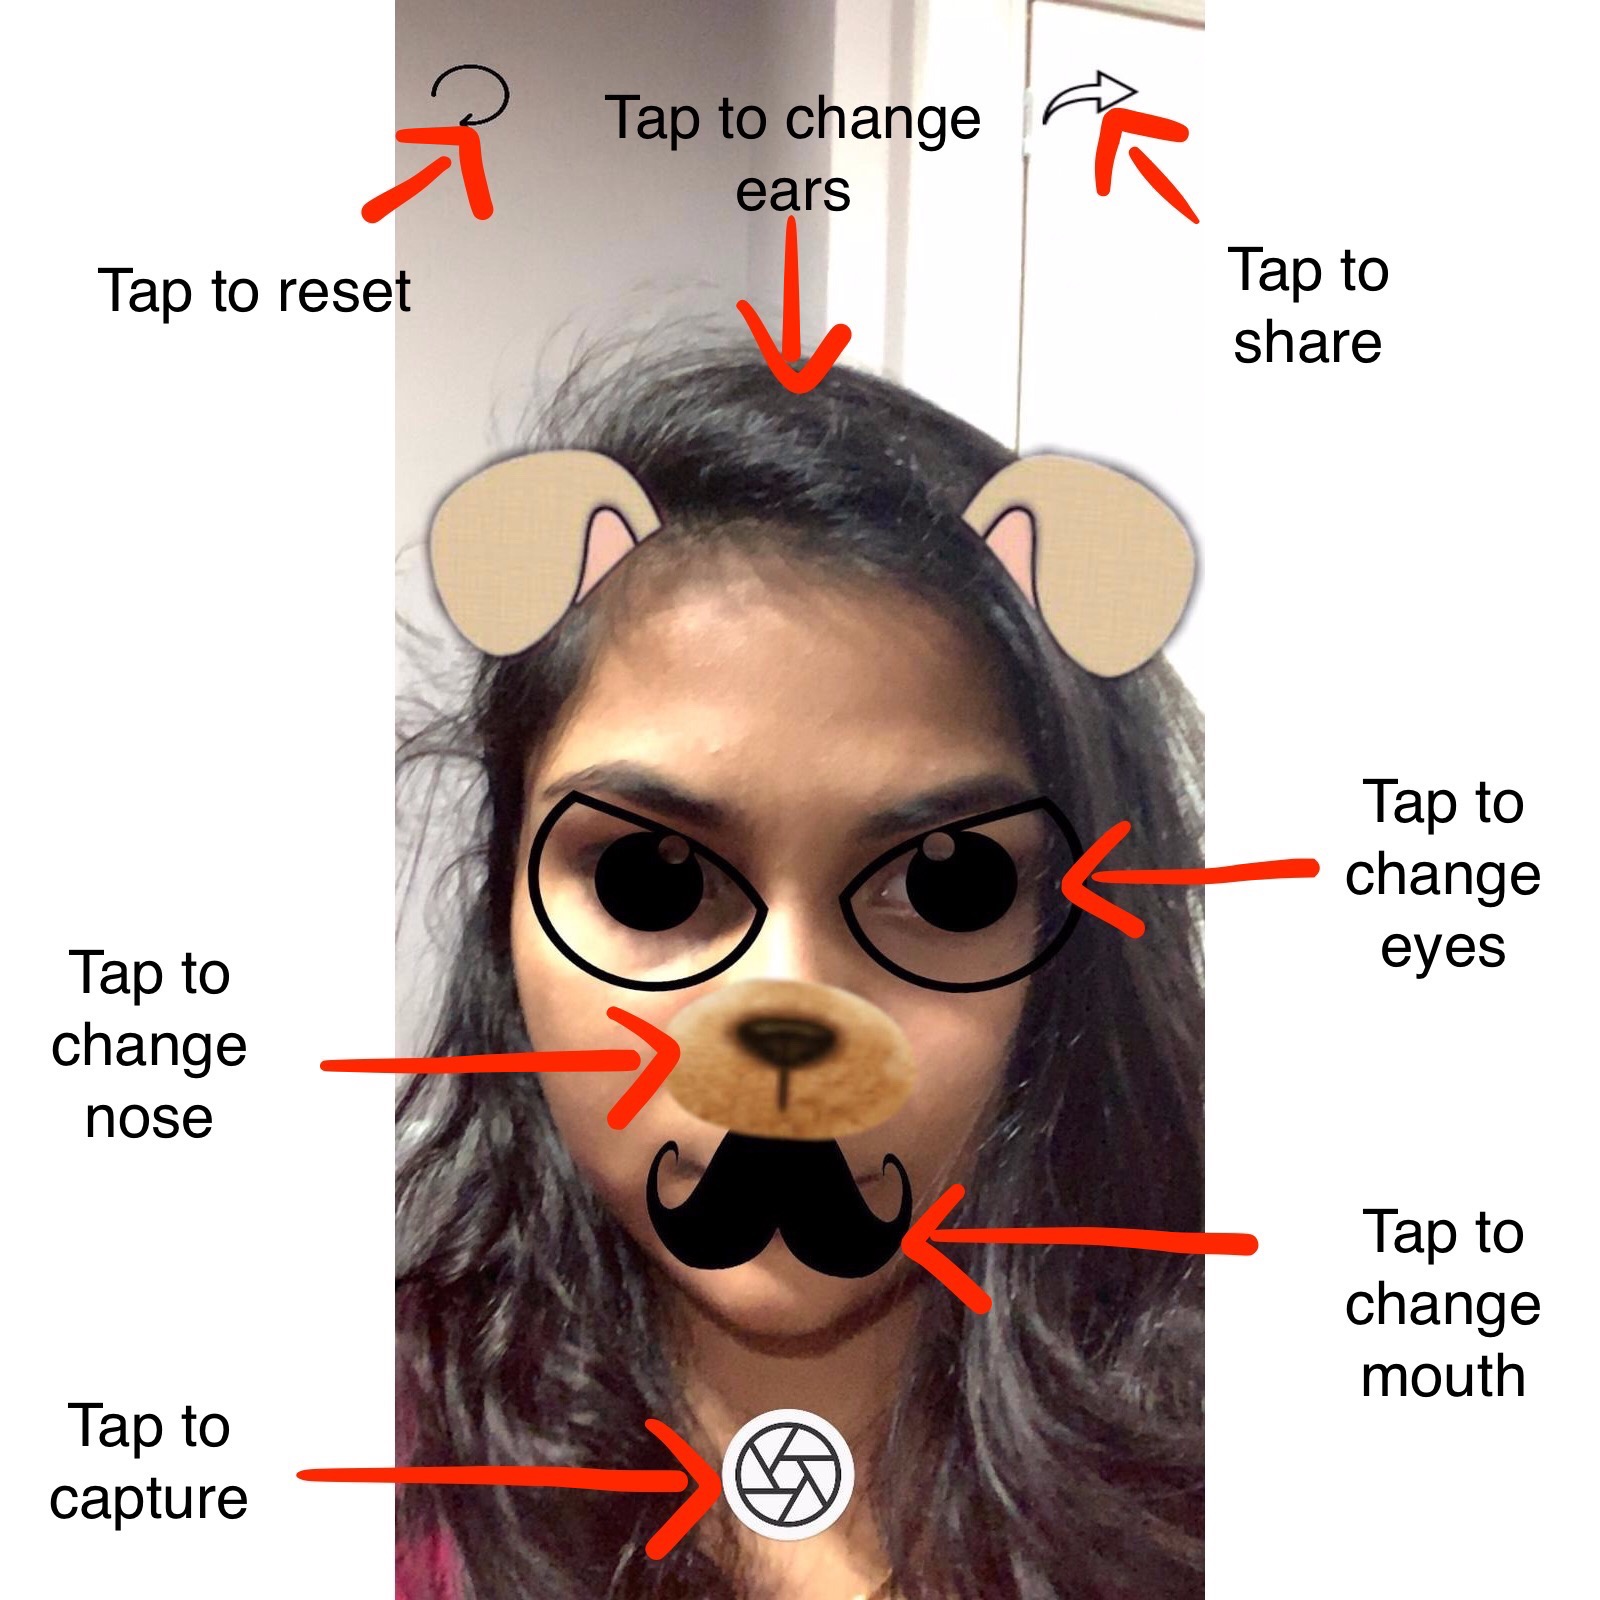 Tap to change
ears
Tap to reset
Tap to
share
Tap to
change
eyes
Tap to
change
nose
Tap to
change
mouth
Tap to
capture